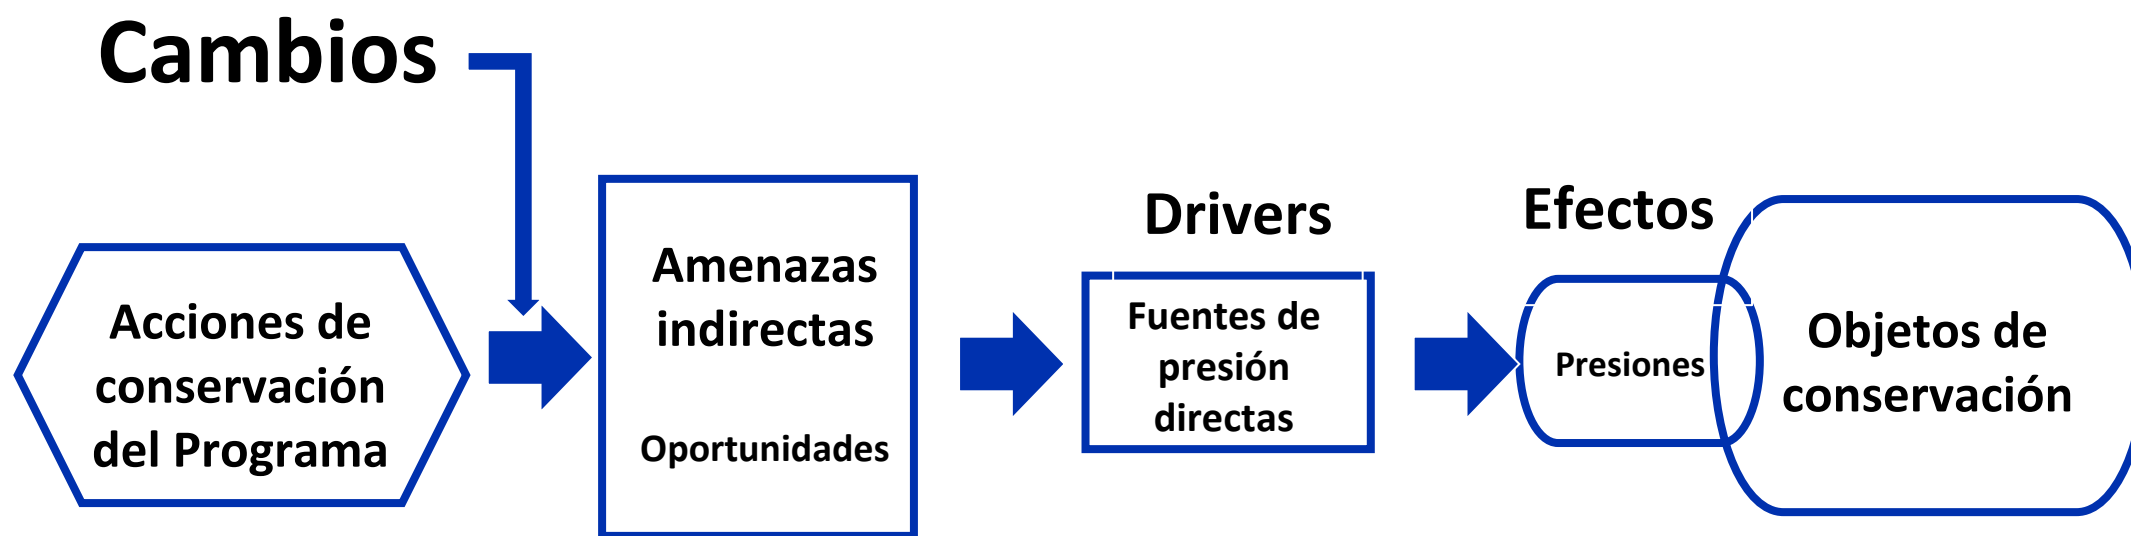 Cambios
Acciones de
conservación
del Programa
Amenazas
indirectas
Oportunidades
Drivers
Fuentes de
presión
directas
Efectos
Presiones
Objetos de
conservación